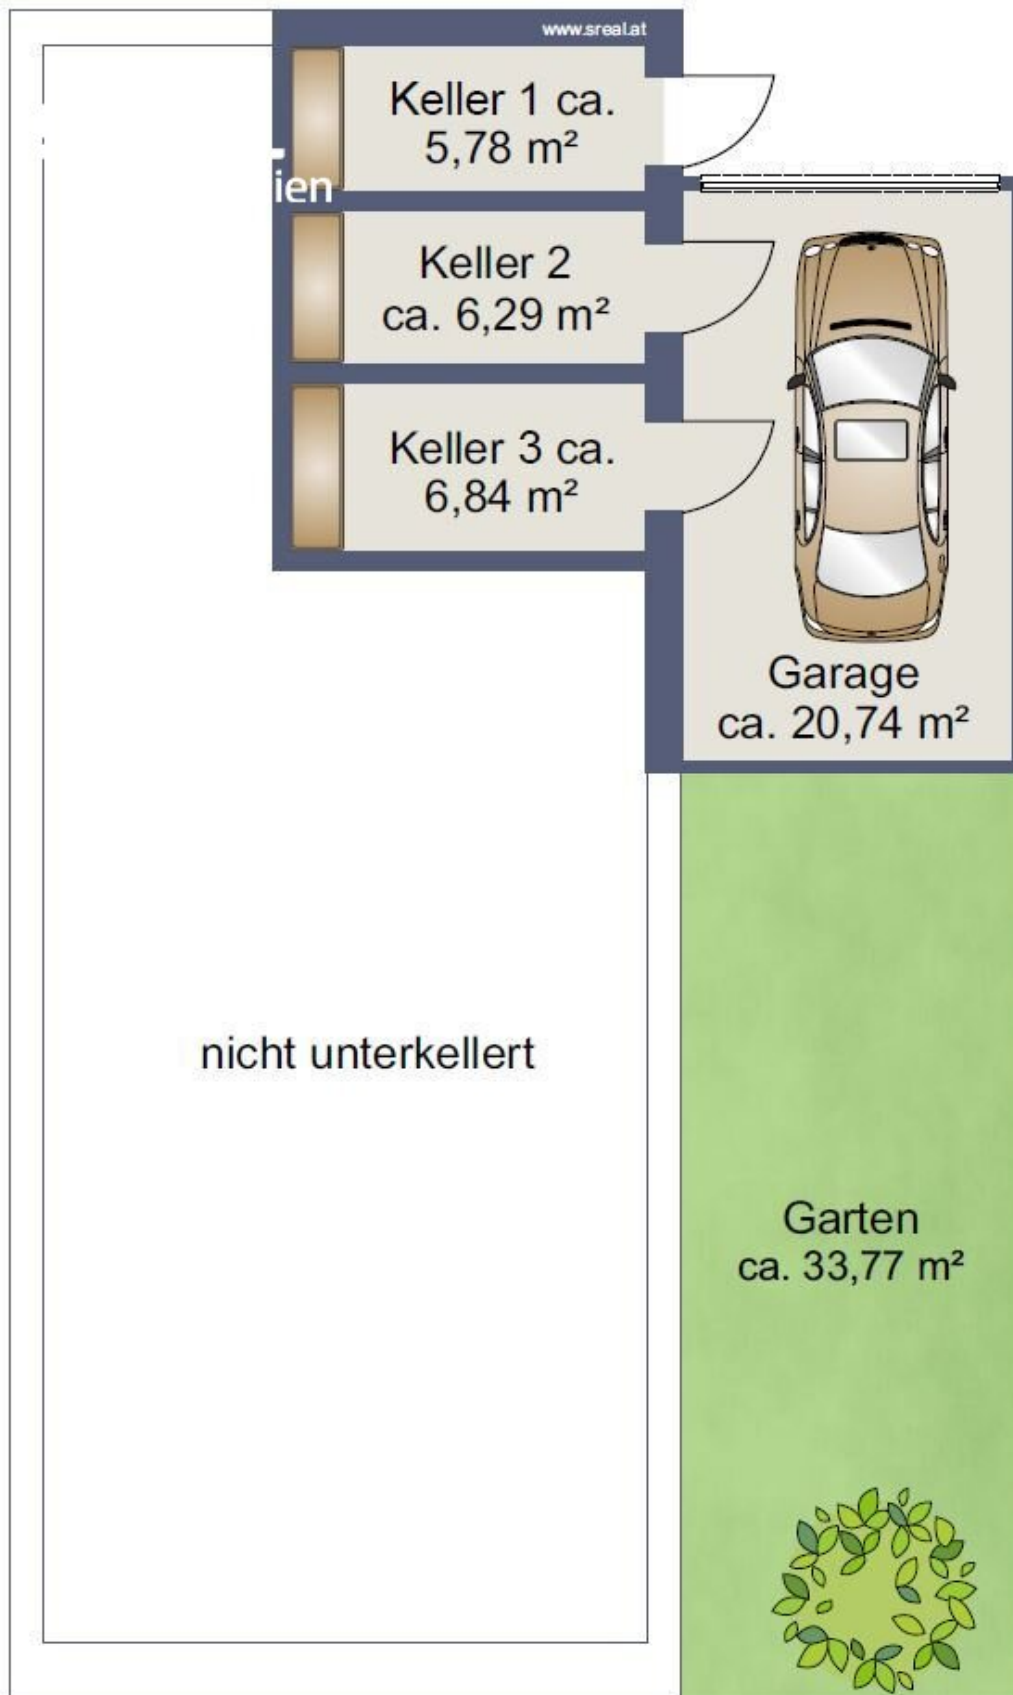 www.sreal.at
Keller 1 ca.
5,78 m²
ien
Keller 2
ca. 6,29 m²
Keller 3 ca.
6,84 m²
Garage
ca. 20,74 m²
nicht unterkellert
Garten
ca. 33,77 m²